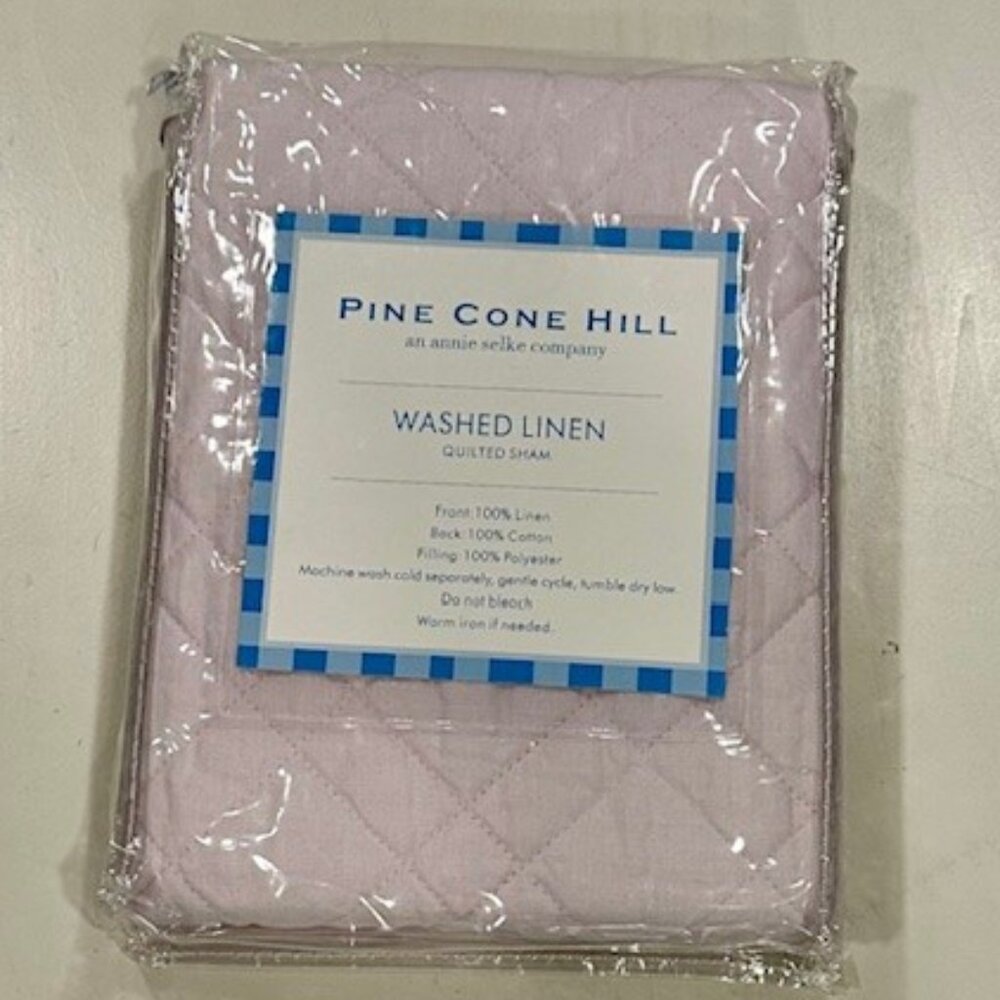 PINE CONE HILL
an annie selke company
WASHED LINEN
QUILTED SHAM
Front: 100% Linen
Back: 100% Cotton
Filling: 100% Polyester
Machine wash cold separately, gentle cycle, tumble dry low.
Do not bleach
Warm iron if needed.